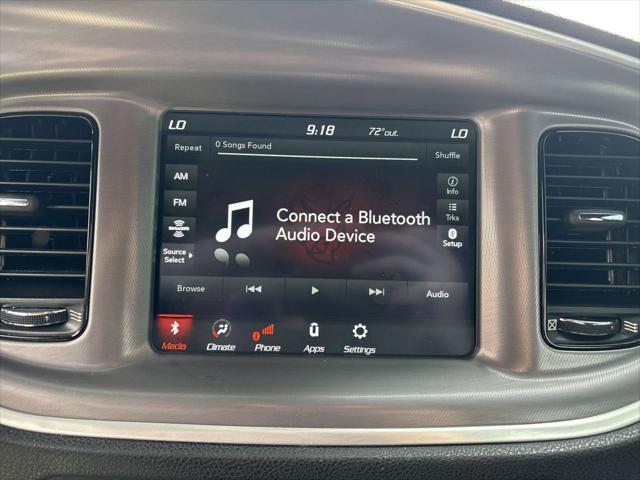 LO 9:18 72°out. LO
Repeat 0 Songs Found Shuffle
AM
FM
SiriusXM
Source
Select
Connect a Bluetooth
Audio Device
Info
Trks
Setup
Browse Audio
Media Climate Phone Apps Settings